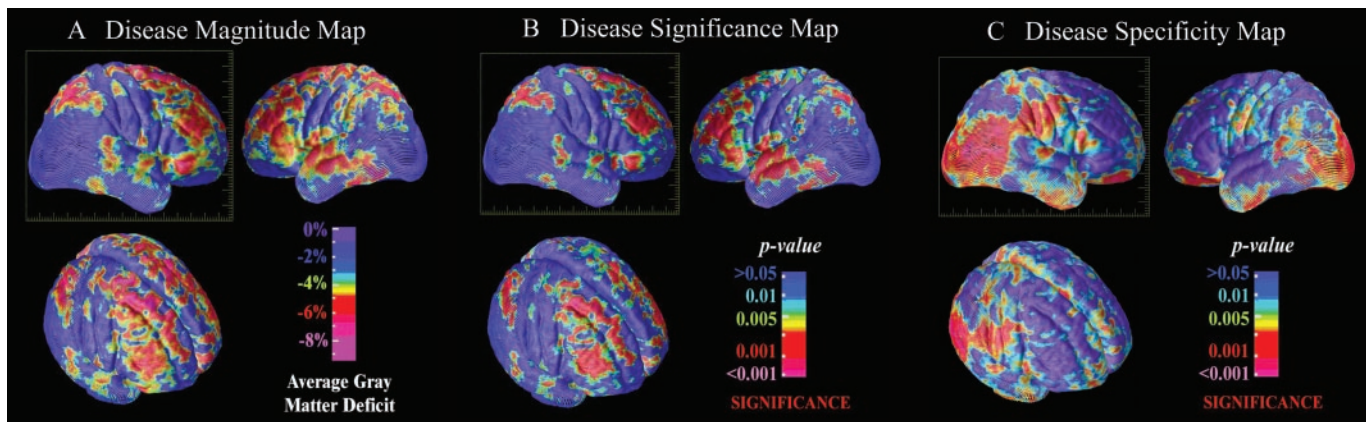 A Disease Magnitude Map
B Disease Significance Map
C Disease Specificity Map
0%
-2%
-4%
-6%
-8%
Average Gray
Matter Deficit
p-value
>0.05
0.01
0.005
0.001
<0.001
SIGNIFICANCE
p-value
>0.05
0.01
0.005
0.001
<0.001
SIGNIFICANCE